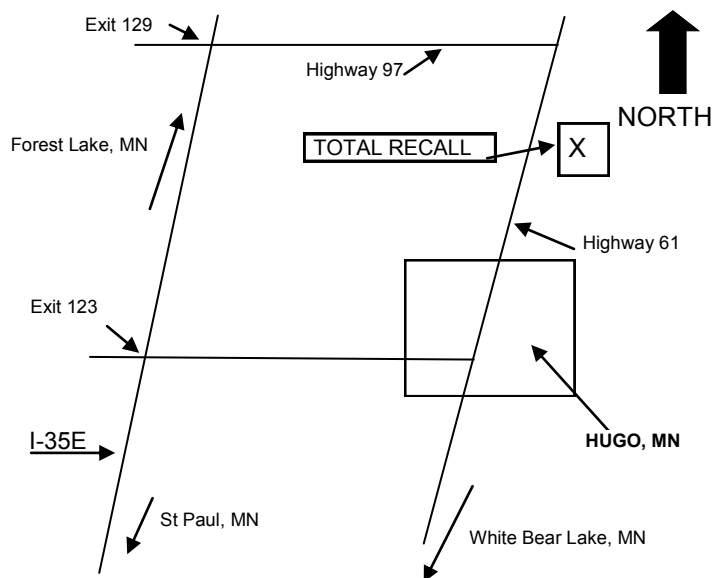 Exit 129
Highway 97
NORTH
Forest Lake, MN
TOTAL RECALL
X
Highway 61
Exit 123
I-35E
HUGO, MN
St Paul, MN
White Bear Lake, MN